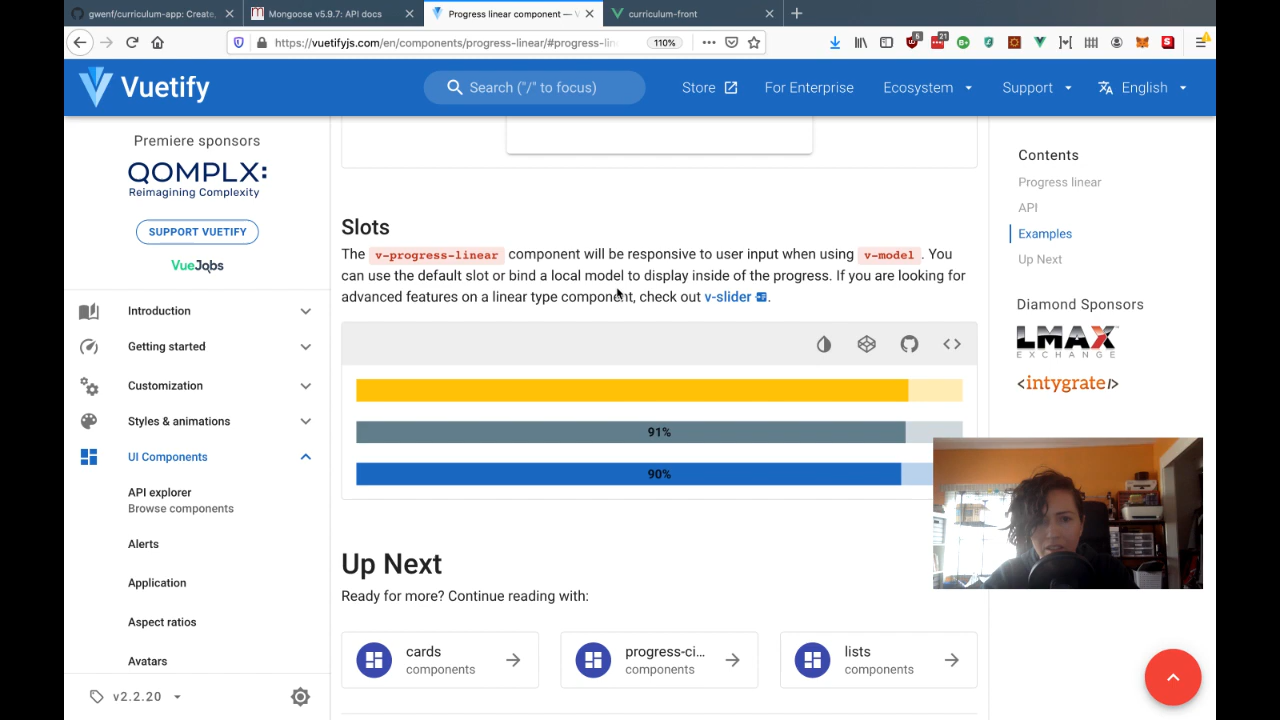 gwenf/curriculum-app: Create,
Mongoose v5.9.7: API docs
Progress linear component — V
curriculum-front
https://vuetifyjs.com/en/components/progress-linear/#progress-lin
110%
5
21
Vuetify
Search ("/" to focus)
Store
For Enterprise
Ecosystem
Support
English
Premiere sponsors
QOMPLX:
Reimagining Complexity
SUPPORT VUETIFY
VueJobs
Introduction
Getting started
Customization
Styles & animations
UI Components
API explorer
Browse components
Alerts
Application
Aspect ratios
Avatars
v2.2.20
Slots
The v-progress-linear component will be responsive to user input when using v-model . You
can use the default slot or bind a local model to display inside of the progress. If you are looking for
advanced features on a linear type component, check out v-slider .
91%
90%
Up Next
Ready for more? Continue reading with:
cards
components
progress-ci...
components
lists
components
Contents
Progress linear
API
Examples
Up Next
Diamond Sponsors
LMAX
EXCHANGE
<intygrate/>